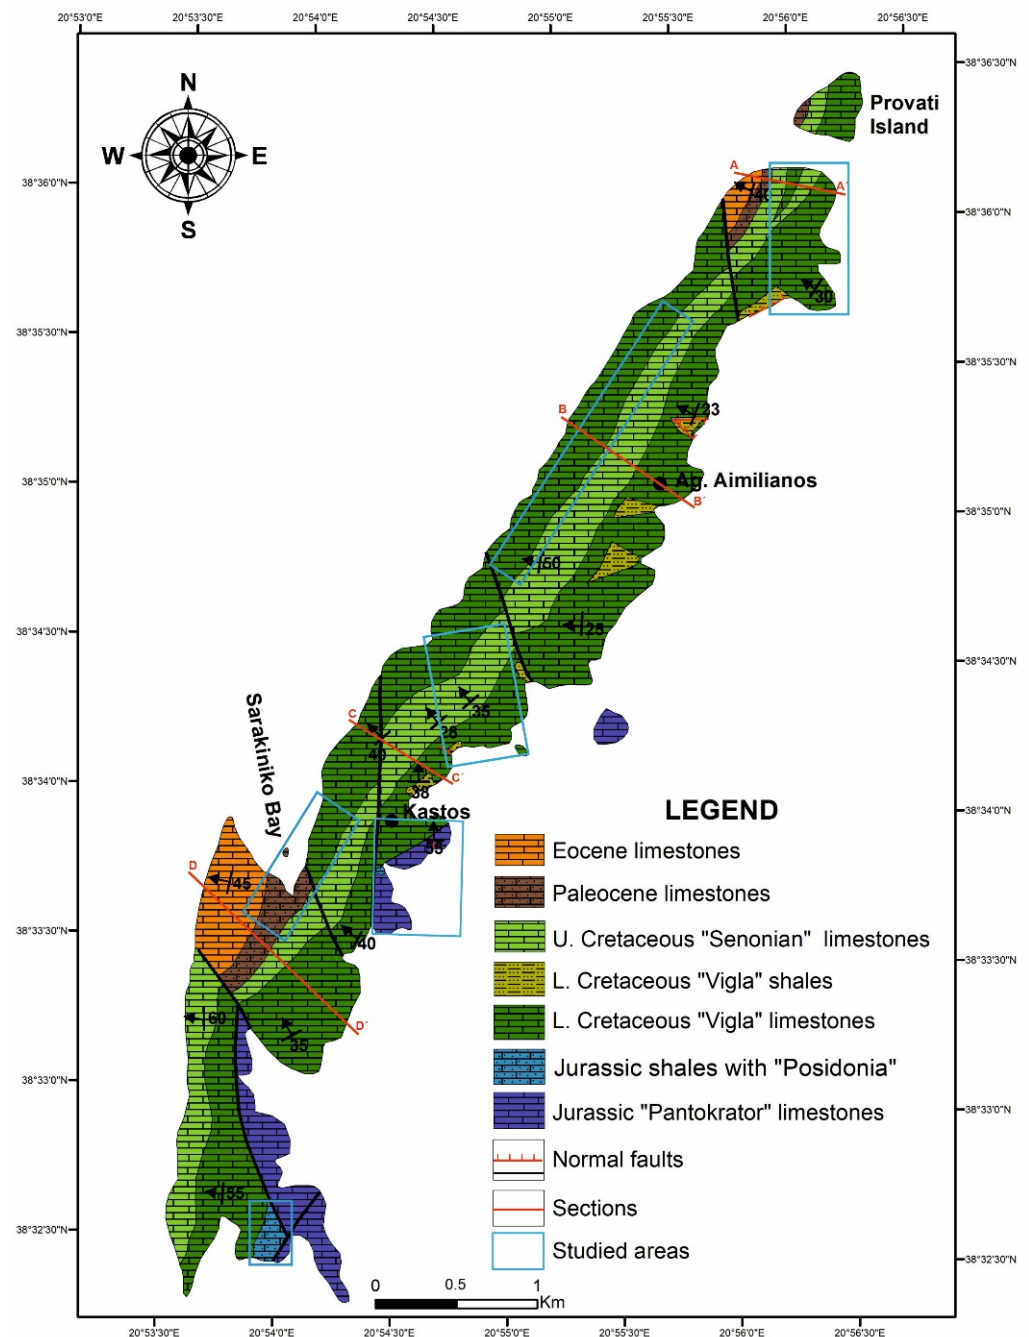 20°53'0"E 20°53'0"E 20°54'0"E 20°54'0"E 20°55'0"E 20°55'0"E 20°56'0"E 20°56'0"E
38°36'30"N
N
W E
S
Provati
Island
38°36'0"N
38°36'0"N
A
A´
40
30
38°35'30"N
38°35'30"N
23
B
38°35'0"N
Ag. Aimilianos
B´
38°35'0"N
50
25
38°34'30"N
38°34'30"N
Sarakiniko Bay
35
28
C
40
C´
38°34'0"N
38
38°34'0"N
Kastos
55
LEGEND
Eocene limestones
D
45
Paleocene limestones
38°33'30"N
40
U. Cretaceous "Senonian" limestones
38°33'30"N
L. Cretaceous "Vigla" shales
60
D´
35
L. Cretaceous "Vigla" limestones
38°33'0"N
Jurassic shales with "Posidonia"
38°33'0"N
Jurassic "Pantokrator" limestones
Normal faults
55
Sections
38°32'30"N
Studied areas
38°32'30"N
0 0.5 1
Km
20°53'30"E 20°54'0"E 20°54'30"E 20°55'0"E 20°55'30"E 20°56'0"E 20°56'30"E